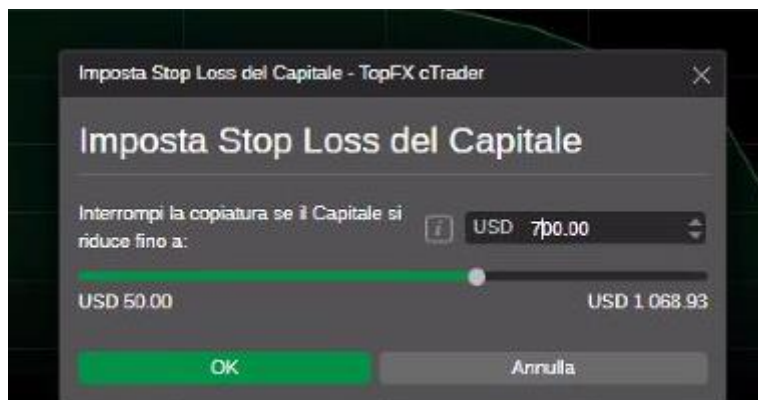 Imposta Stop Loss del Capitale - TopFX cTrader
Imposta Stop Loss del Capitale
Interrompi la copiatura se il Capitale si
riduce fino a:
USD 700.00
USD 50.00
USD 1 068.93
OK
Annulla